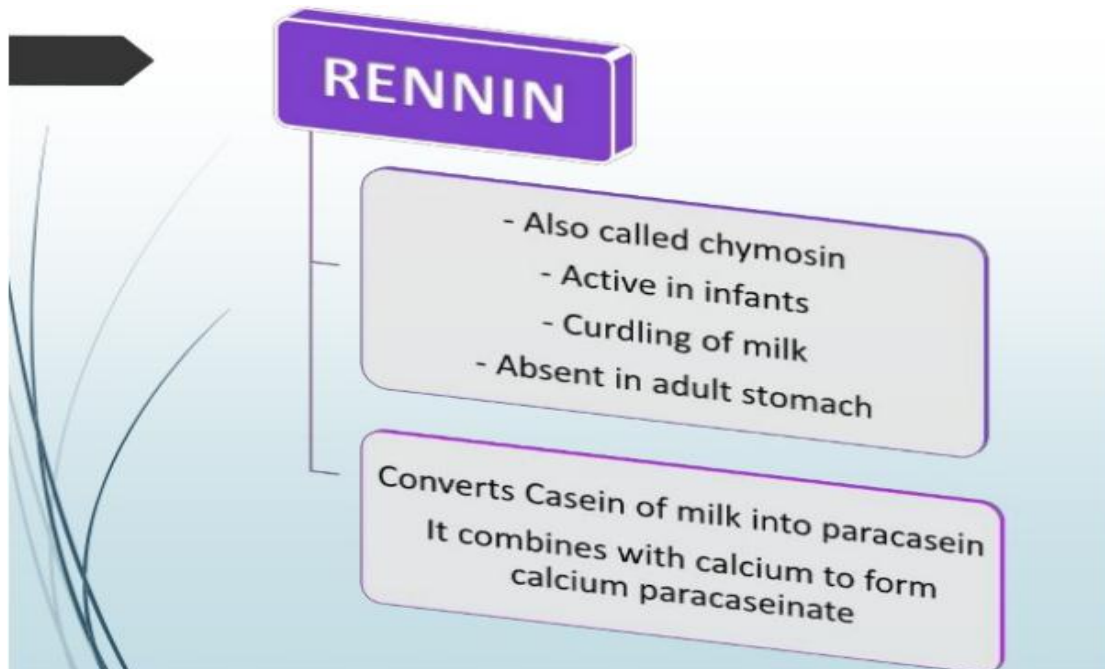 RENNIN
- Also called chymosin
- Active in infants
- Curdling of milk
- Absent in adult stomach
Converts Casein of milk into paracasein
It combines with calcium to form
calcium paracaseinate